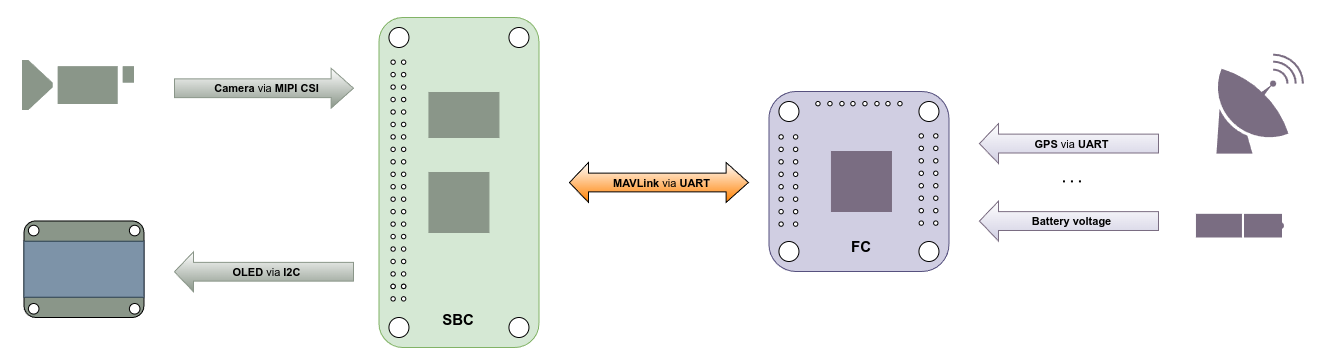 Camera via MIPI CSI
OLED via I2C
SBC
MAVLink via UART
FC
GPS via UART
...
Battery voltage